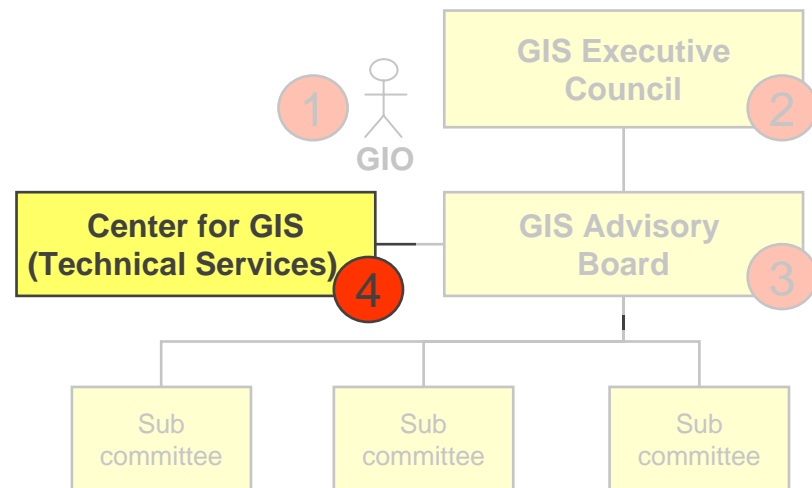 1
GIO
GIS Executive
Council
2
Center for GIS
(Technical Services)
4
GIS Advisory
Board
3
Sub
committee
Sub
committee
Sub
committee